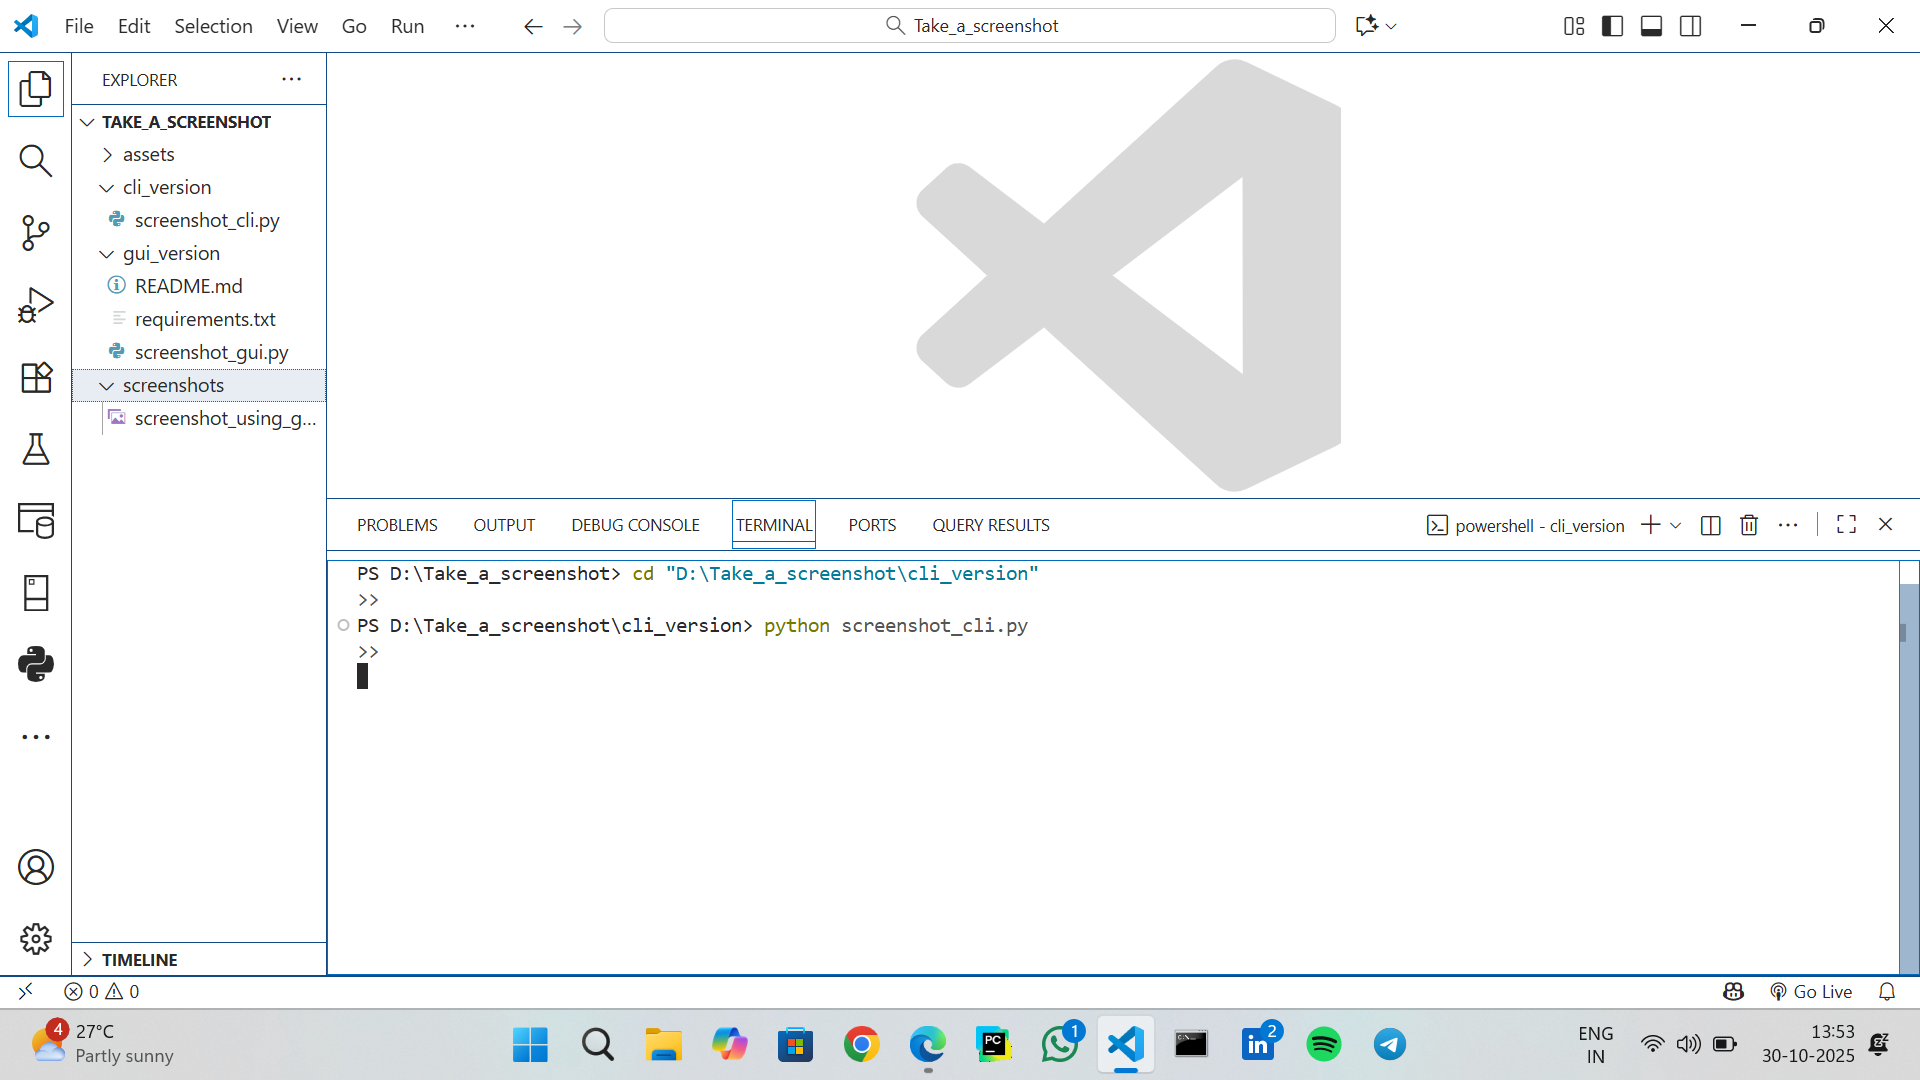 File Edit Selection View Go Run ···
Take_a_screenshot
EXPLORER ···
TAKE_A_SCREENSHOT
assets
cli_version
screenshot_cli.py
gui_version
README.md
requirements.txt
screenshot_gui.py
screenshots
screenshot_using_g...
TIMELINE
PROBLEMS OUTPUT DEBUG CONSOLE TERMINAL PORTS QUERY RESULTS
powershell - cli_version
PS D:\Take_a_screenshot> cd "D:\Take_a_screenshot\cli_version"
>>
PS D:\Take_a_screenshot\cli_version> python screenshot_cli.py
>>
0 0
Go Live
4
27°C
Partly sunny
PC
1
2
in
ENG
IN
13:53
30-10-2025